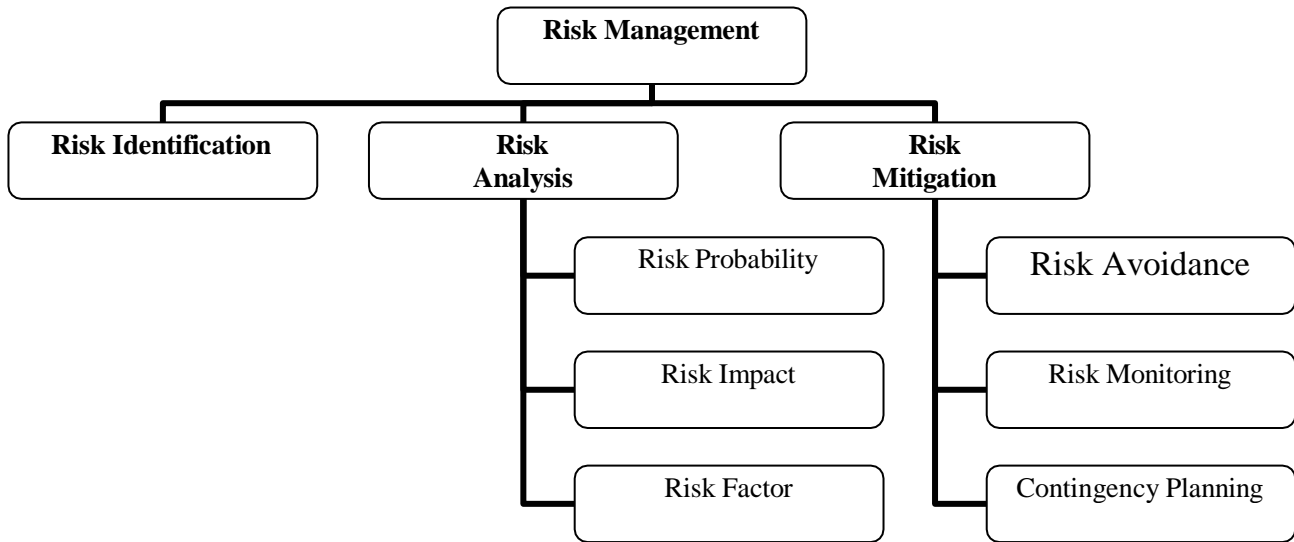 Risk Management
Risk Identification
Risk
Analysis
Risk
Mitigation
Risk Probability
Risk Avoidance
Risk Impact
Risk Monitoring
Risk Factor
Contingency Planning